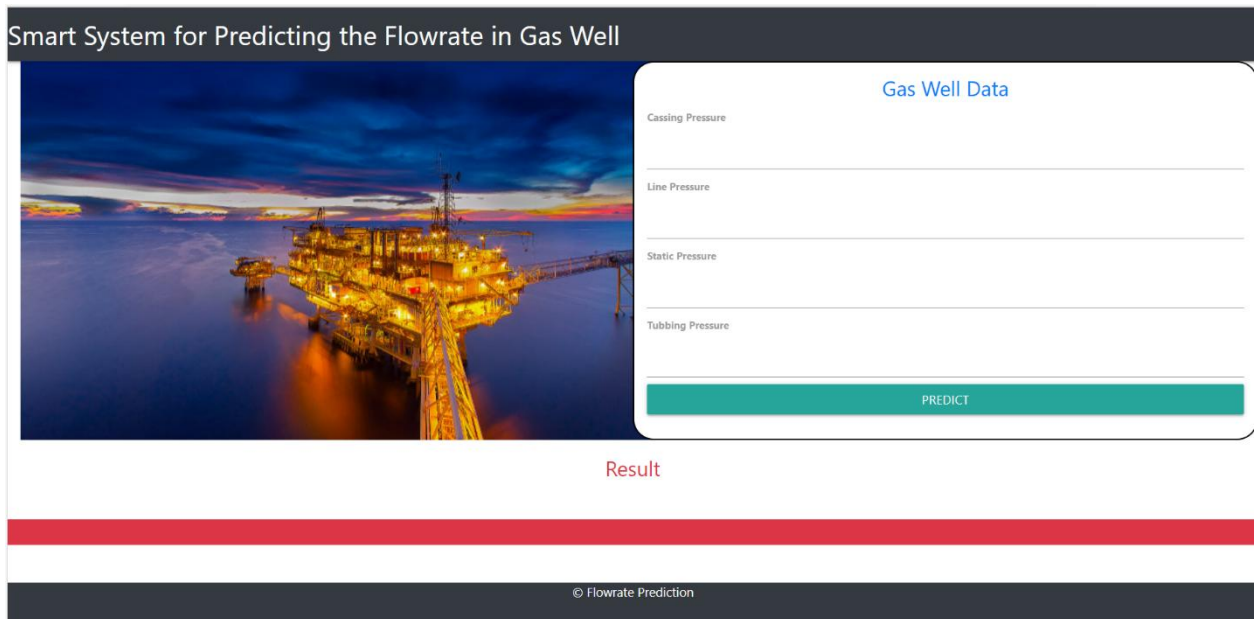 Smart System for Predicting the Flowrate in Gas Well
Gas Well Data
Cassing Pressure
Line Pressure
Static Pressure
Tubbing Pressure
PREDICT
Result
© Flowrate Prediction